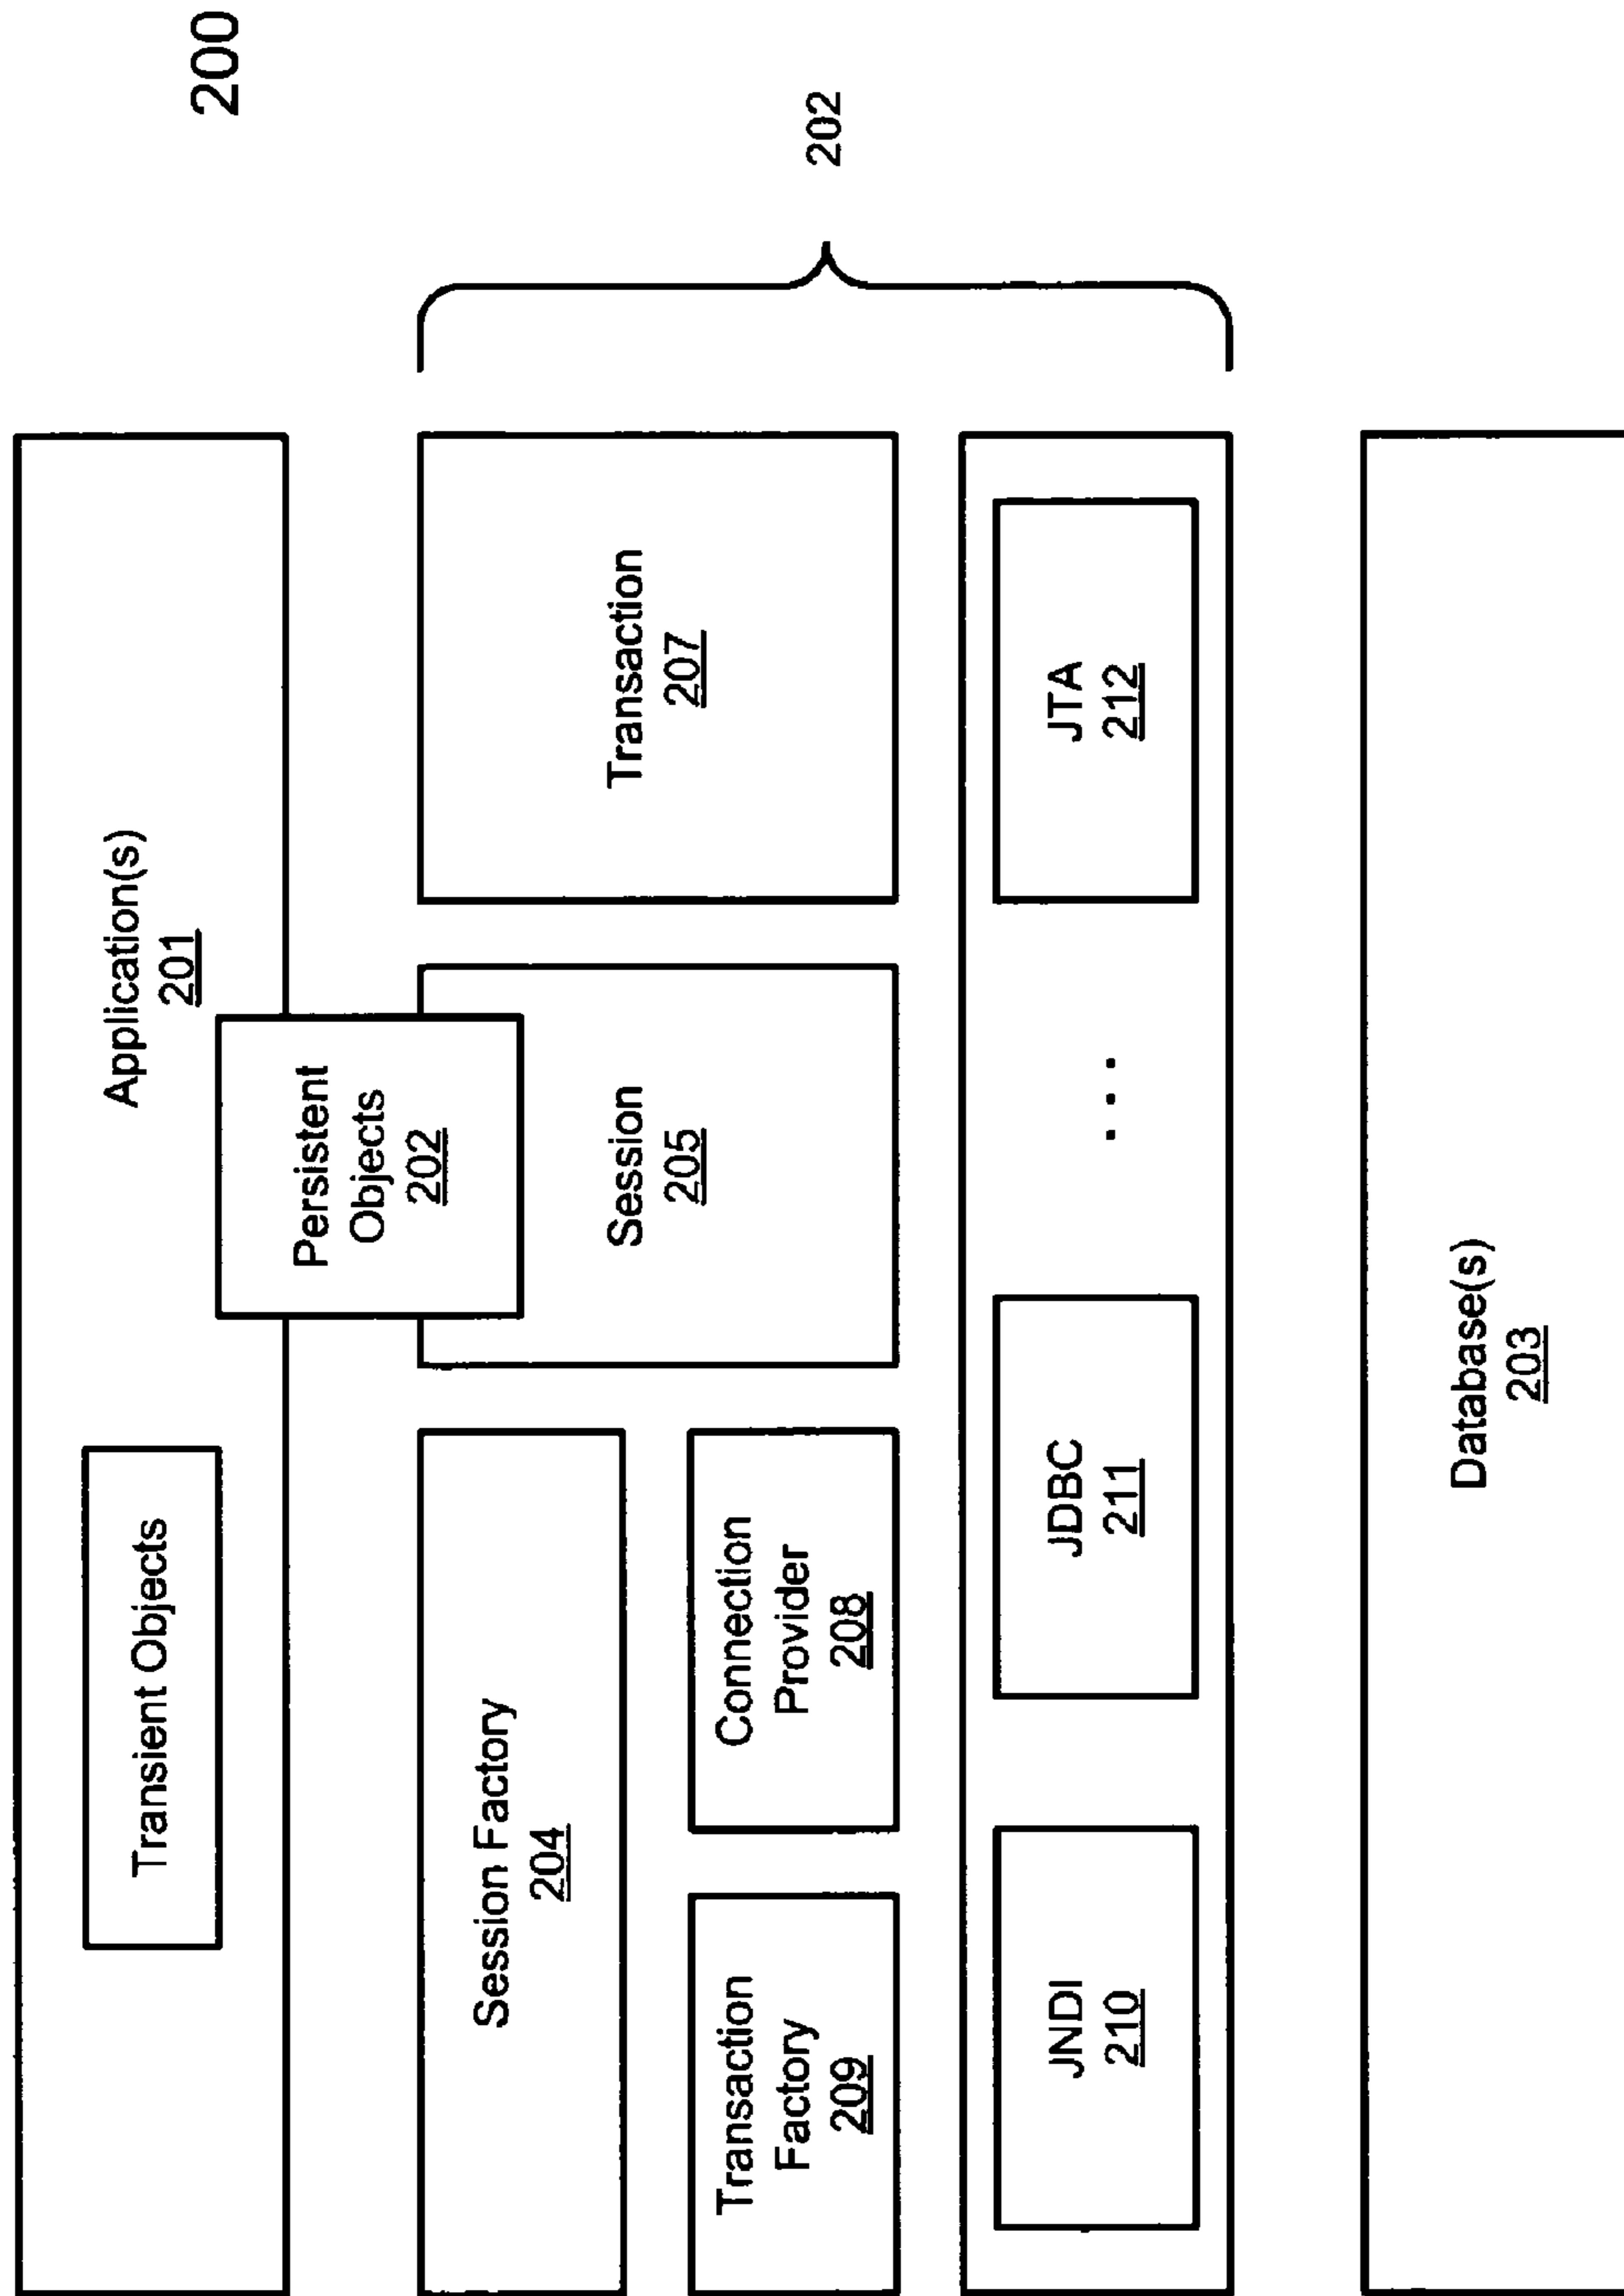 200
Application(s)
201
Transient Objects
Persistent
Objects
202
Session Factory
204
Session
205
Transaction
207
202
Transaction
Factory
209
Connection
Provider
208
JNDI
210
JDBC
211
. . .
JTA
212
Database(s)
203